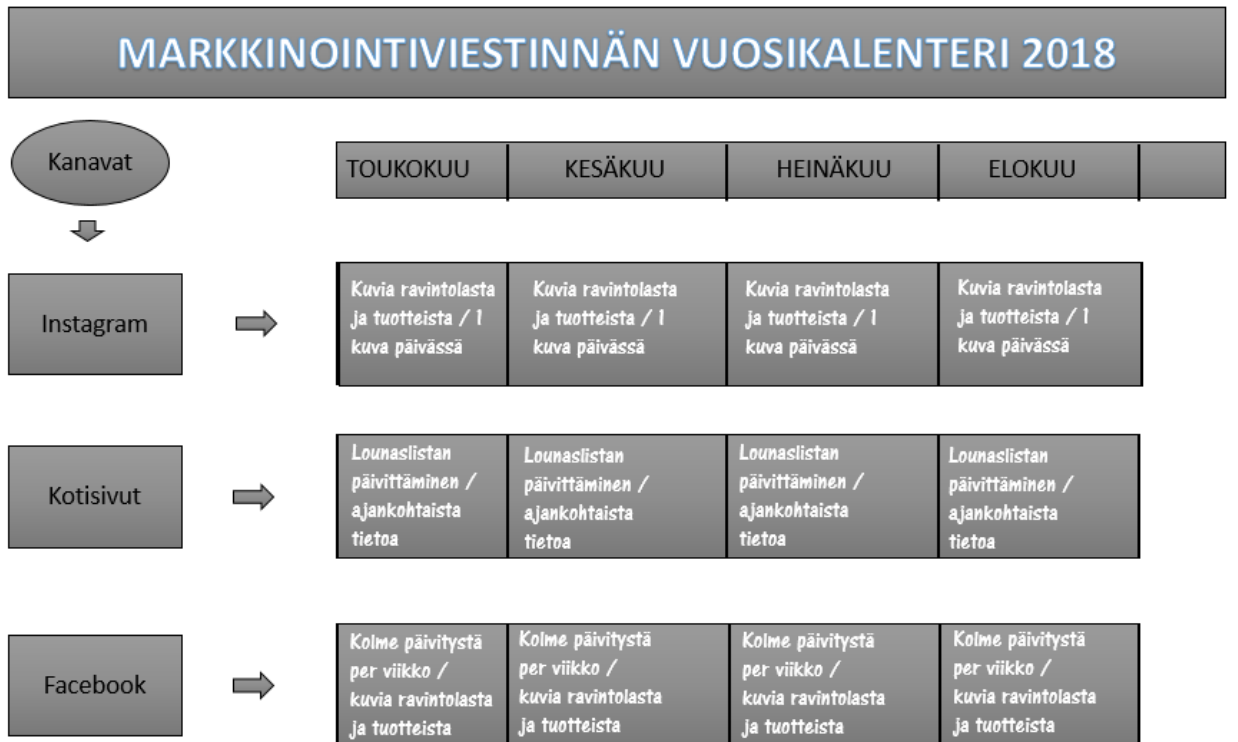 MARKKINOINTIVIESTINNÄN VUOSIKALENTERI 2018
Kanavat
TOUKOKUU
KESÄKUU
HEINÄKUU
ELOKUU
Instagram
Kuvia ravintolasta
ja tuotteista / 1
kuva päivässä
Kuvia ravintolasta
ja tuotteista / 1
kuva päivässä
Kuvia ravintolasta
ja tuotteista / 1
kuva päivässä
Kuvia ravintolasta
ja tuotteista / 1
kuva päivässä
Kotisivut
Lounaslistan
päivittäminen /
ajankohtaista
tietoa
Lounaslistan
päivittäminen /
ajankohtaista
tietoa
Lounaslistan
päivittäminen /
ajankohtaista
tietoa
Lounaslistan
päivittäminen /
ajankohtaista
tietoa
Facebook
Kolme päivitystä
per viikko /
kuvia ravintolasta
ja tuotteista
Kolme päivitystä
per viikko /
kuvia ravintolasta
ja tuotteista
Kolme päivitystä
per viikko /
kuvia ravintolasta
ja tuotteista
Kolme päivitystä
per viikko /
kuvia ravintolasta
ja tuotteista